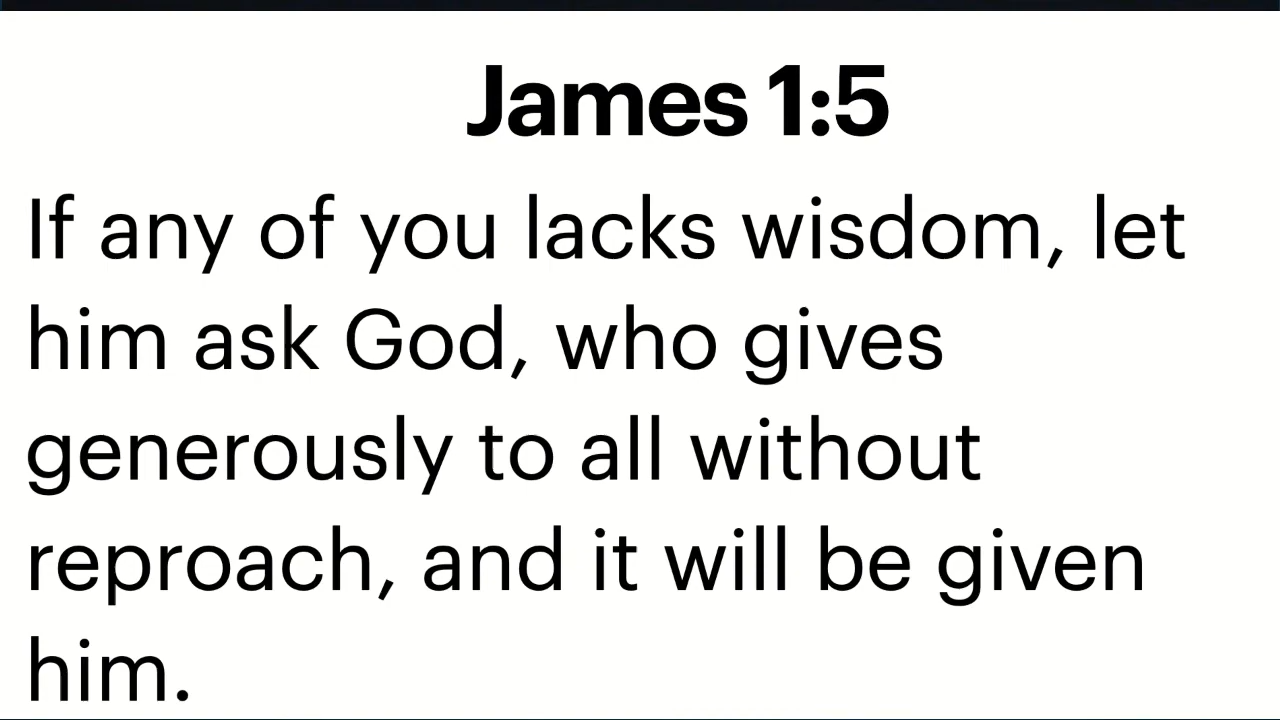 James 1:5
If any of you lacks wisdom, let
him ask God, who gives
generously to all without
reproach, and it will be given
him.